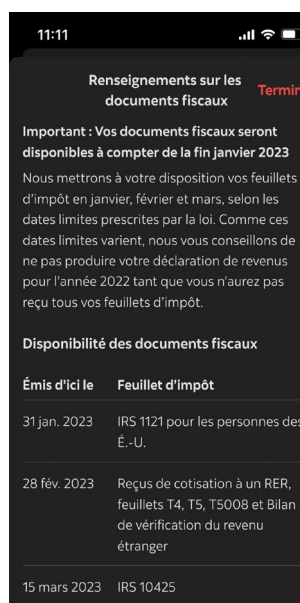 11:11
Renseignements sur les
documents fiscaux
Important : Vos documents fiscaux seront
disponibles à compter de la fin janvier 2023
Nous mettrons à votre disposition vos feuillets
d'impôt en janvier, février et mars, selon les
dates limites prescrites par la loi. Comme ces
dates limites varient, nous vous conseillons de
ne pas produire votre déclaration de revenus
pour l'année 2022 tant que vous n'aurez pas
reçu tous vos feuillets d'impôt.
Disponibilité des documents fiscaux
Émis d'ici le Feuillet d'impôt
31 jan. 2023 IRS 1121 pour les personnes des
É.-U.
28 fév. 2023 Reçus de cotisation à un RER,
feuillets T4, T5, T5008 et Bilan
de vérification du revenu
étranger
15 mars 2023 IRS 10425